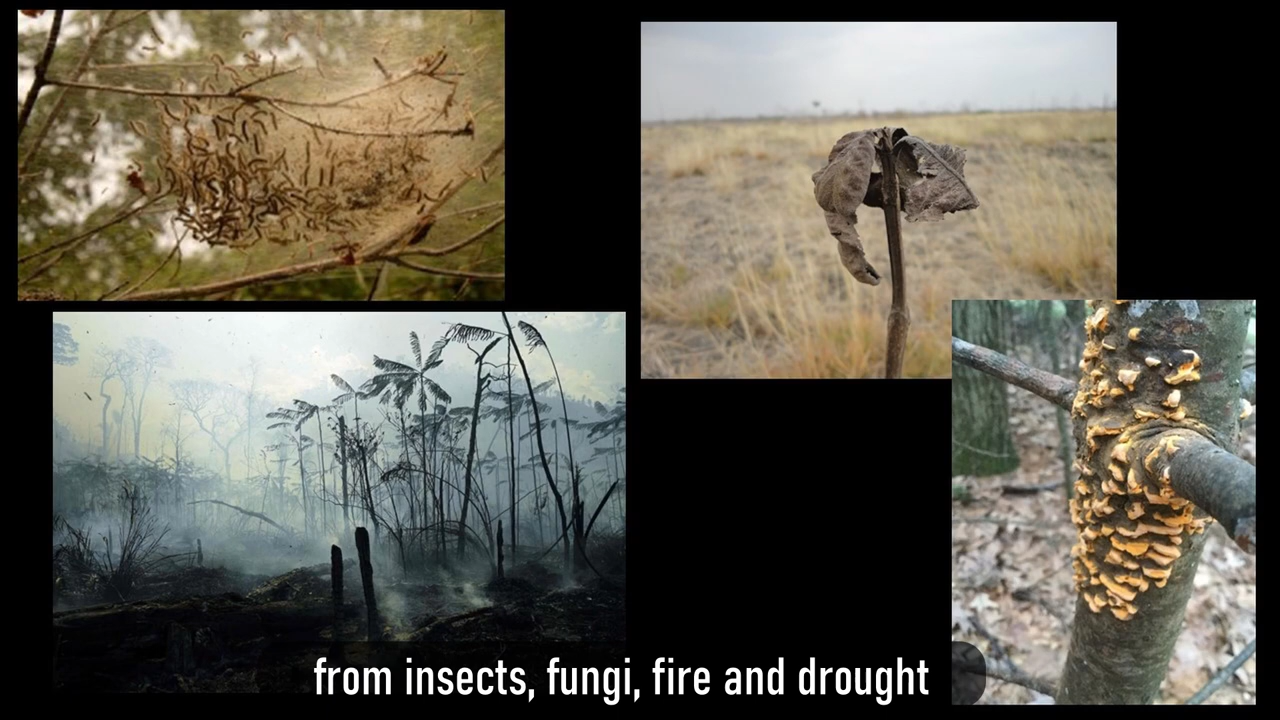 from insects, fungi, fire and drought